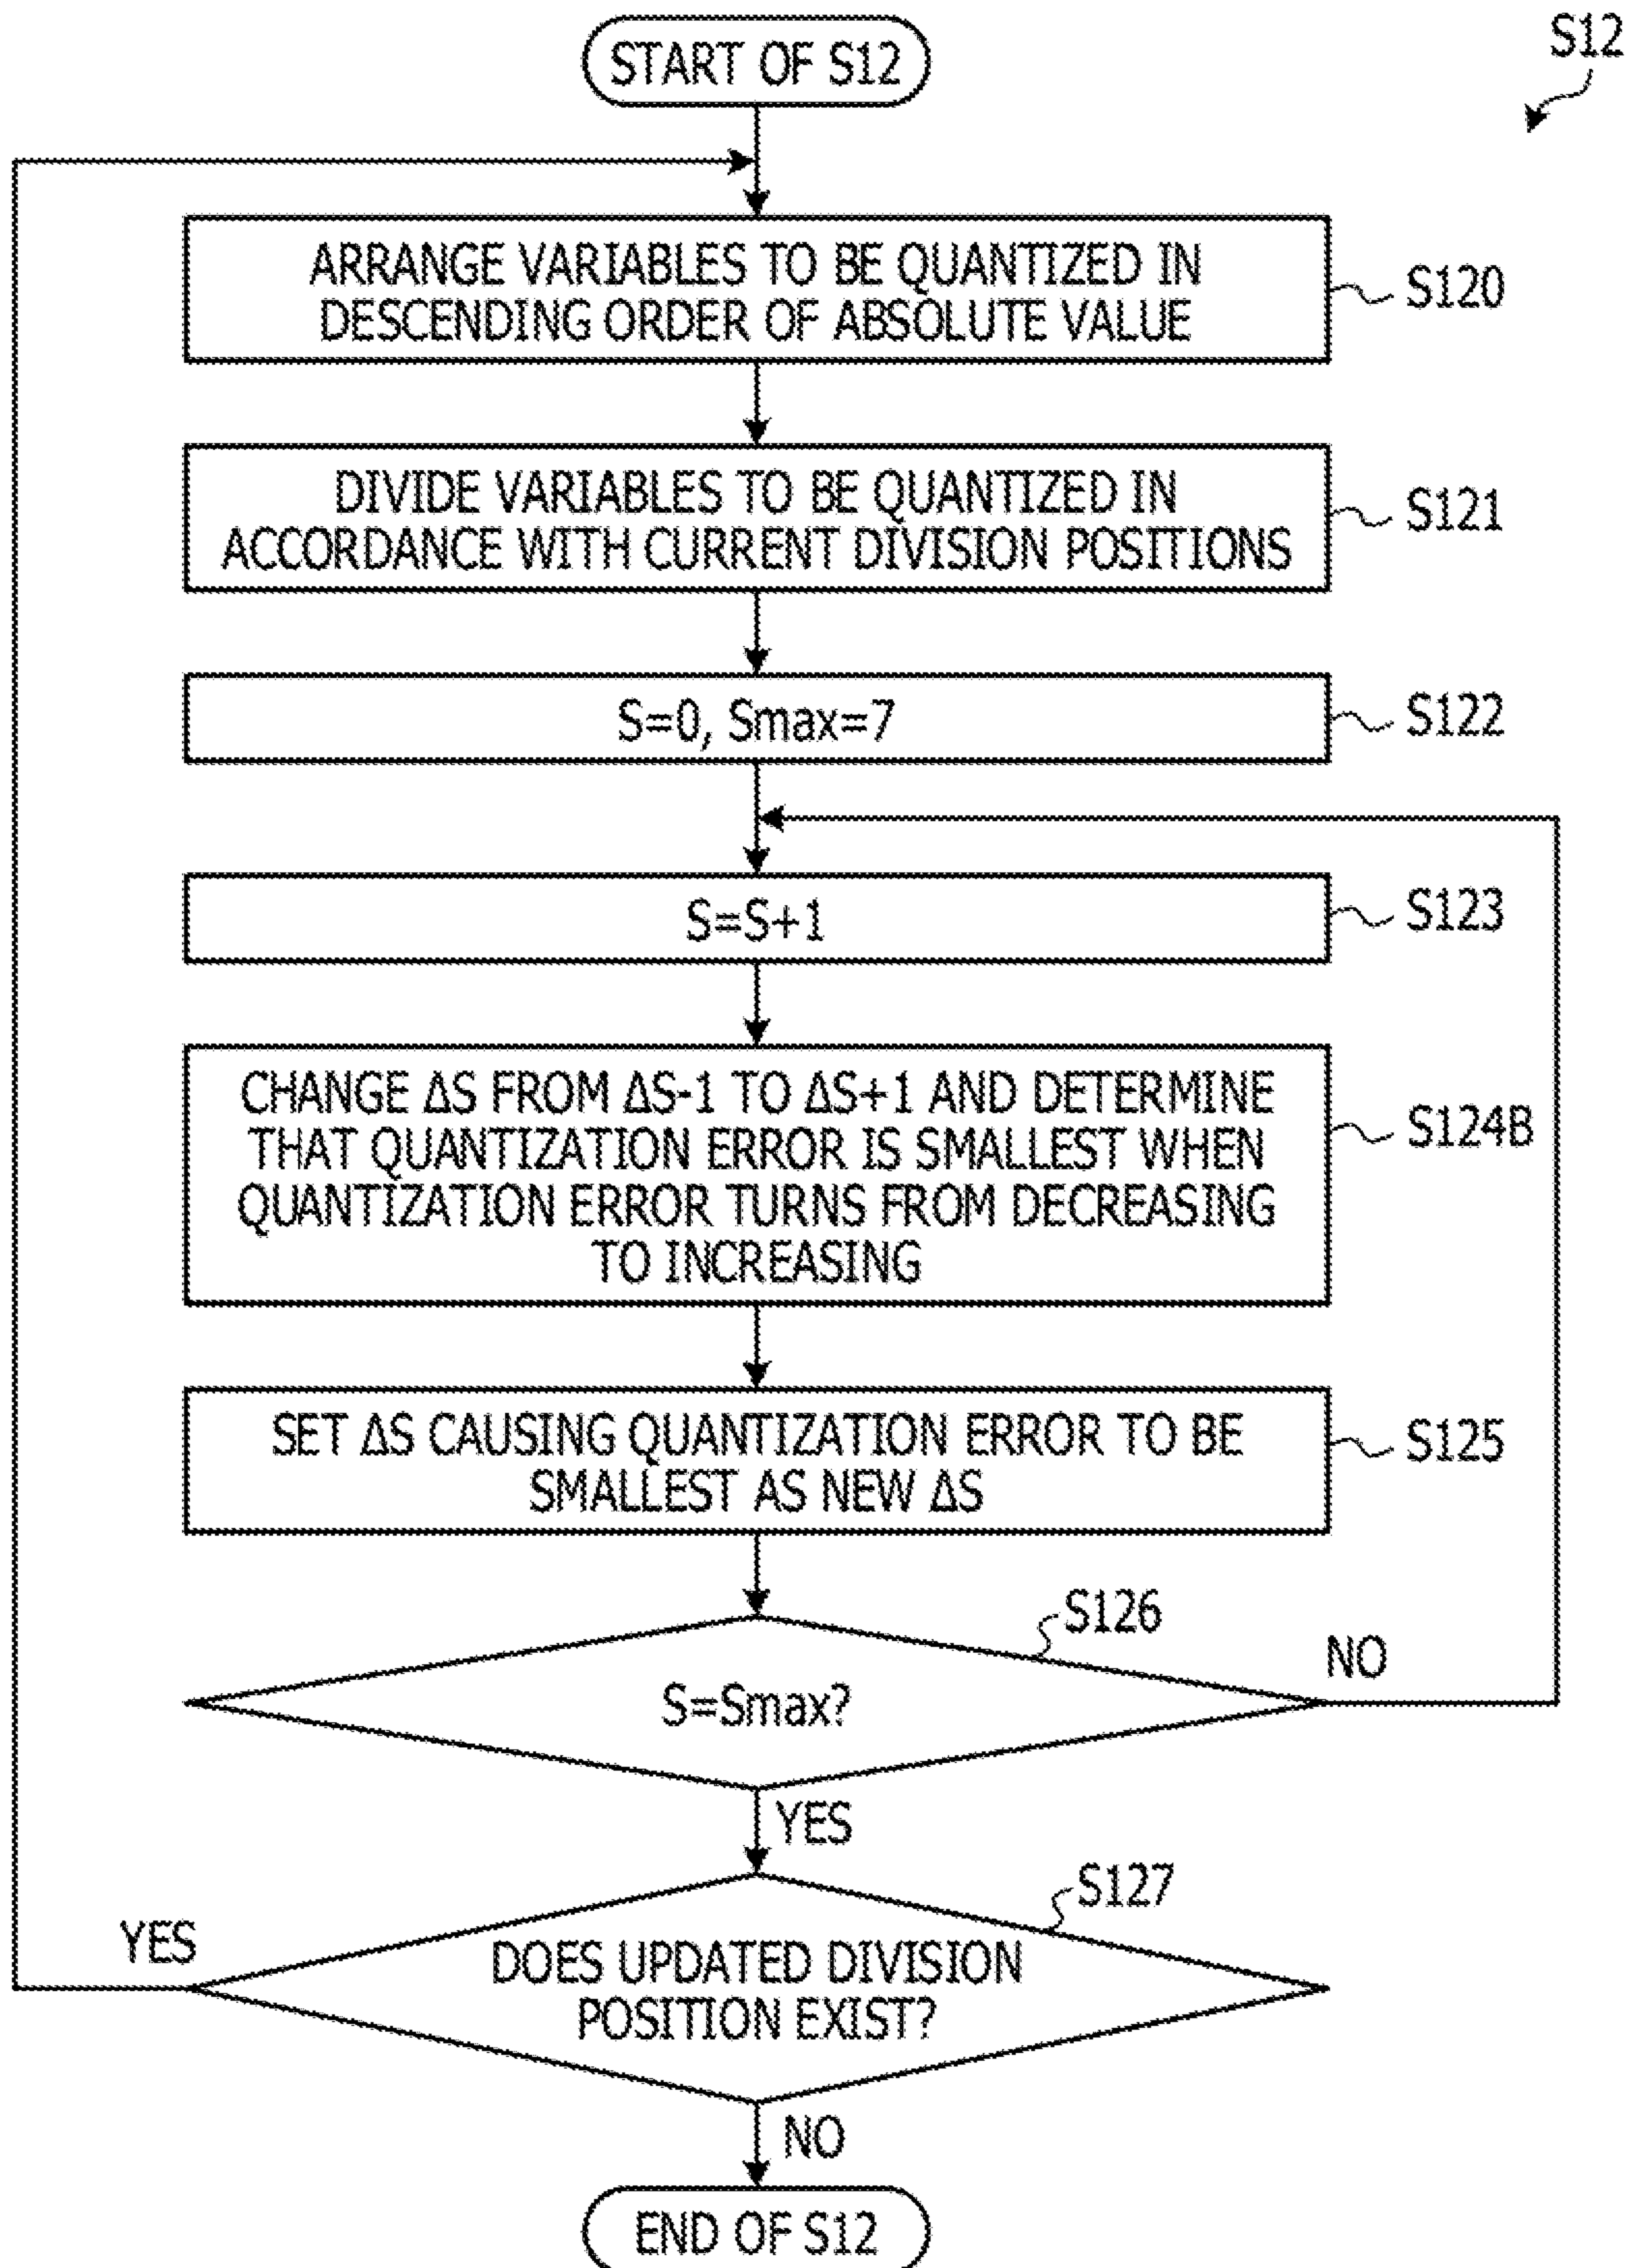 START OF S12
S12
ARRANGE VARIABLES TO BE QUANTIZED IN
DESCENDING ORDER OF ABSOLUTE VALUE
S120
DIVIDE VARIABLES TO BE QUANTIZED IN
ACCORDANCE WITH CURRENT DIVISION POSITIONS
S121
S=0, Smax=7
S122
S=S+1
S123
CHANGE ΔS FROM ΔS-1 TO ΔS+1 AND DETERMINE
THAT QUANTIZATION ERROR IS SMALLEST WHEN
QUANTIZATION ERROR TURNS FROM DECREASING
TO INCREASING
S124B
SET ΔS CAUSING QUANTIZATION ERROR TO BE
SMALLEST AS NEW ΔS
S125
S126
S=Smax?
NO
YES
S127
DOES UPDATED DIVISION
POSITION EXIST?
YES
NO
END OF S12